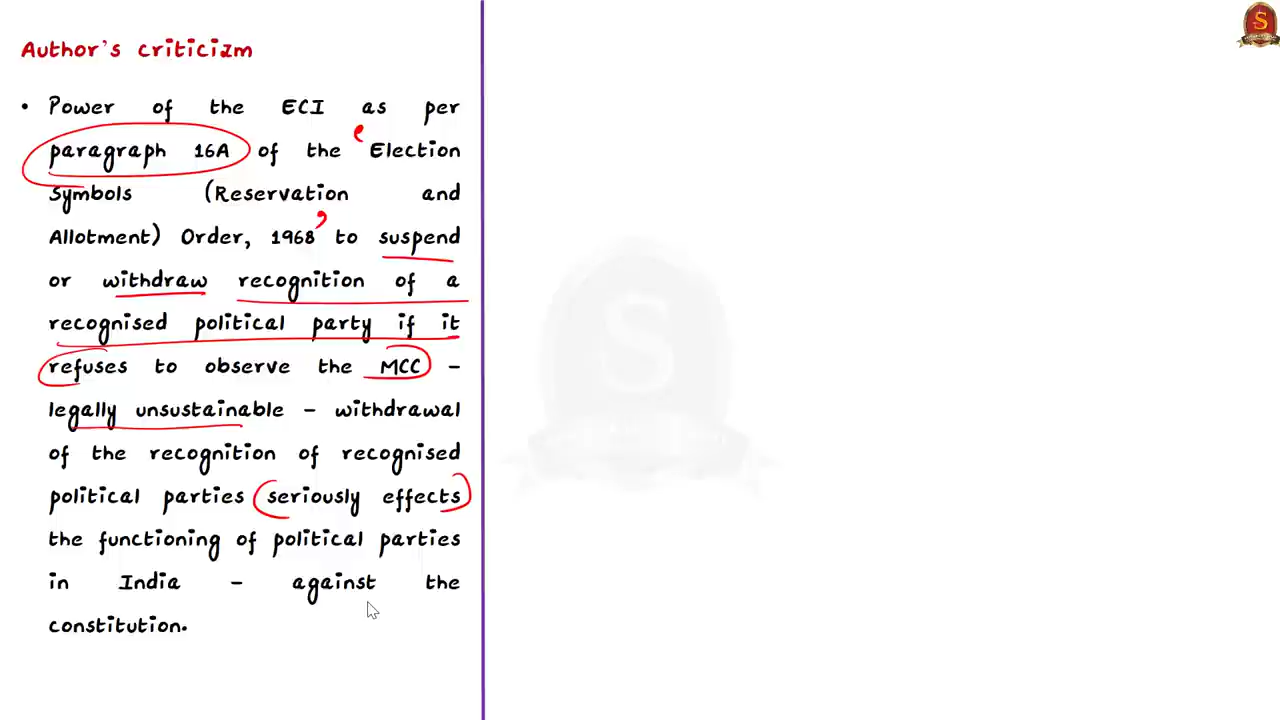 Author's criticizm
• Power of the ECI as per
paragraph 16A of the ‘Election
Symbols (Reservation and
Allotment) Order, 1968’ to suspend
or withdraw recognition of a
recognised political party if it
refuses to observe the MCC –
legally unsustainable – withdrawal
of the recognition of recognised
political parties (seriously effects)
the functioning of political parties
in India – against the
constitution.
S
S